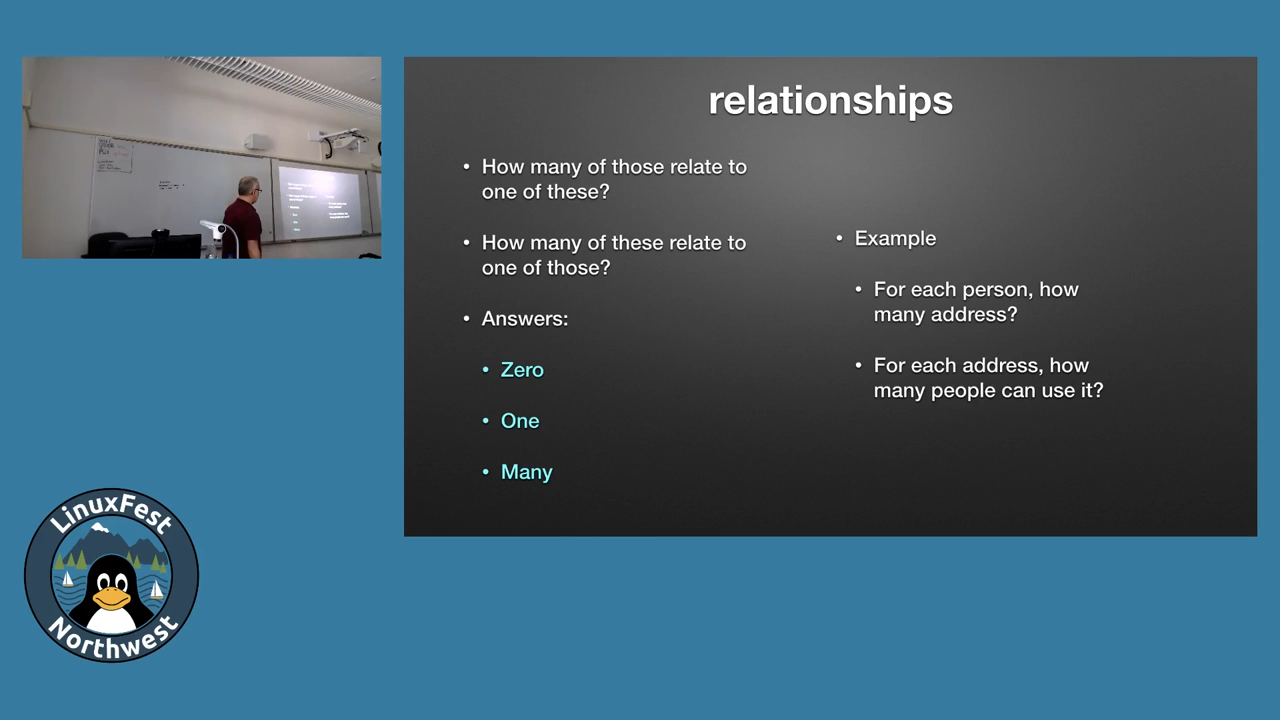 relationships
• How many of those relate to
one of these?
• How many of these relate to
one of those?
• Answers:
• Zero
• One
• Many
• Example
• For each person, how
many address?
• For each address, how
many people can use it?
LinuxFest
Northwest